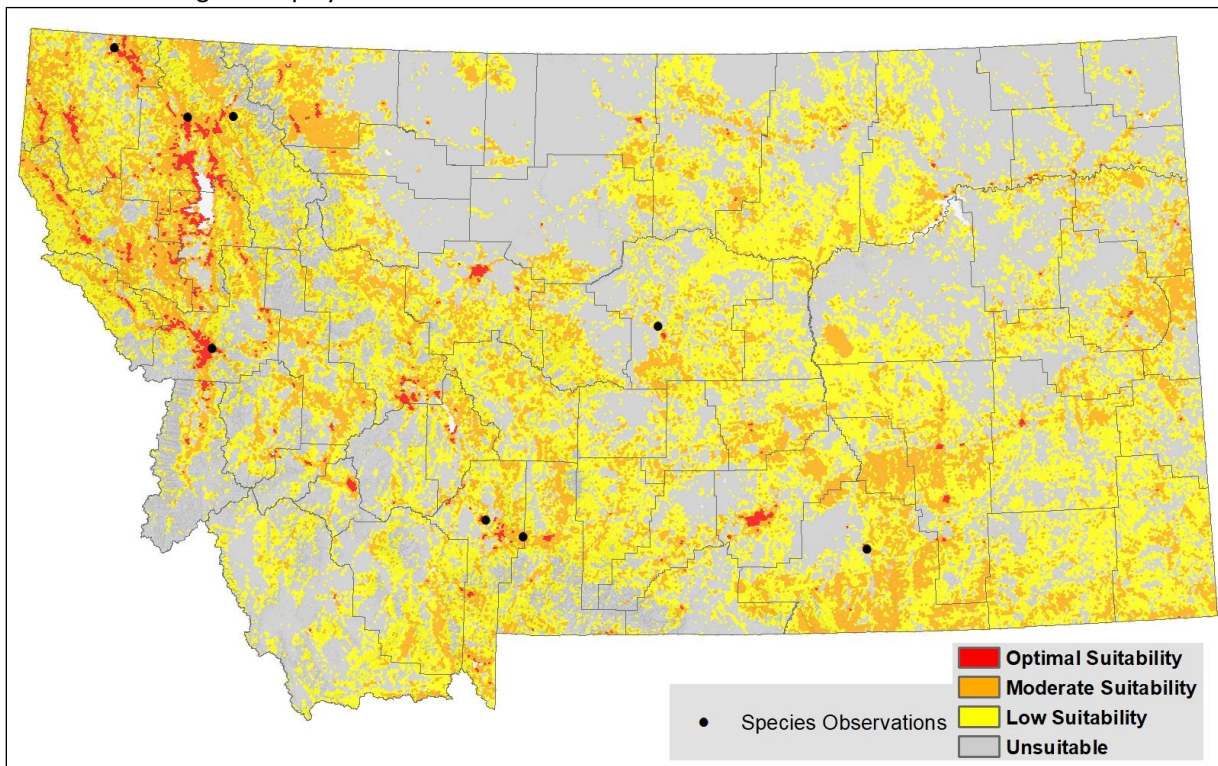 Optimal Suitability
Moderate Suitability
Species Observations
Low Suitability
Unsuitable